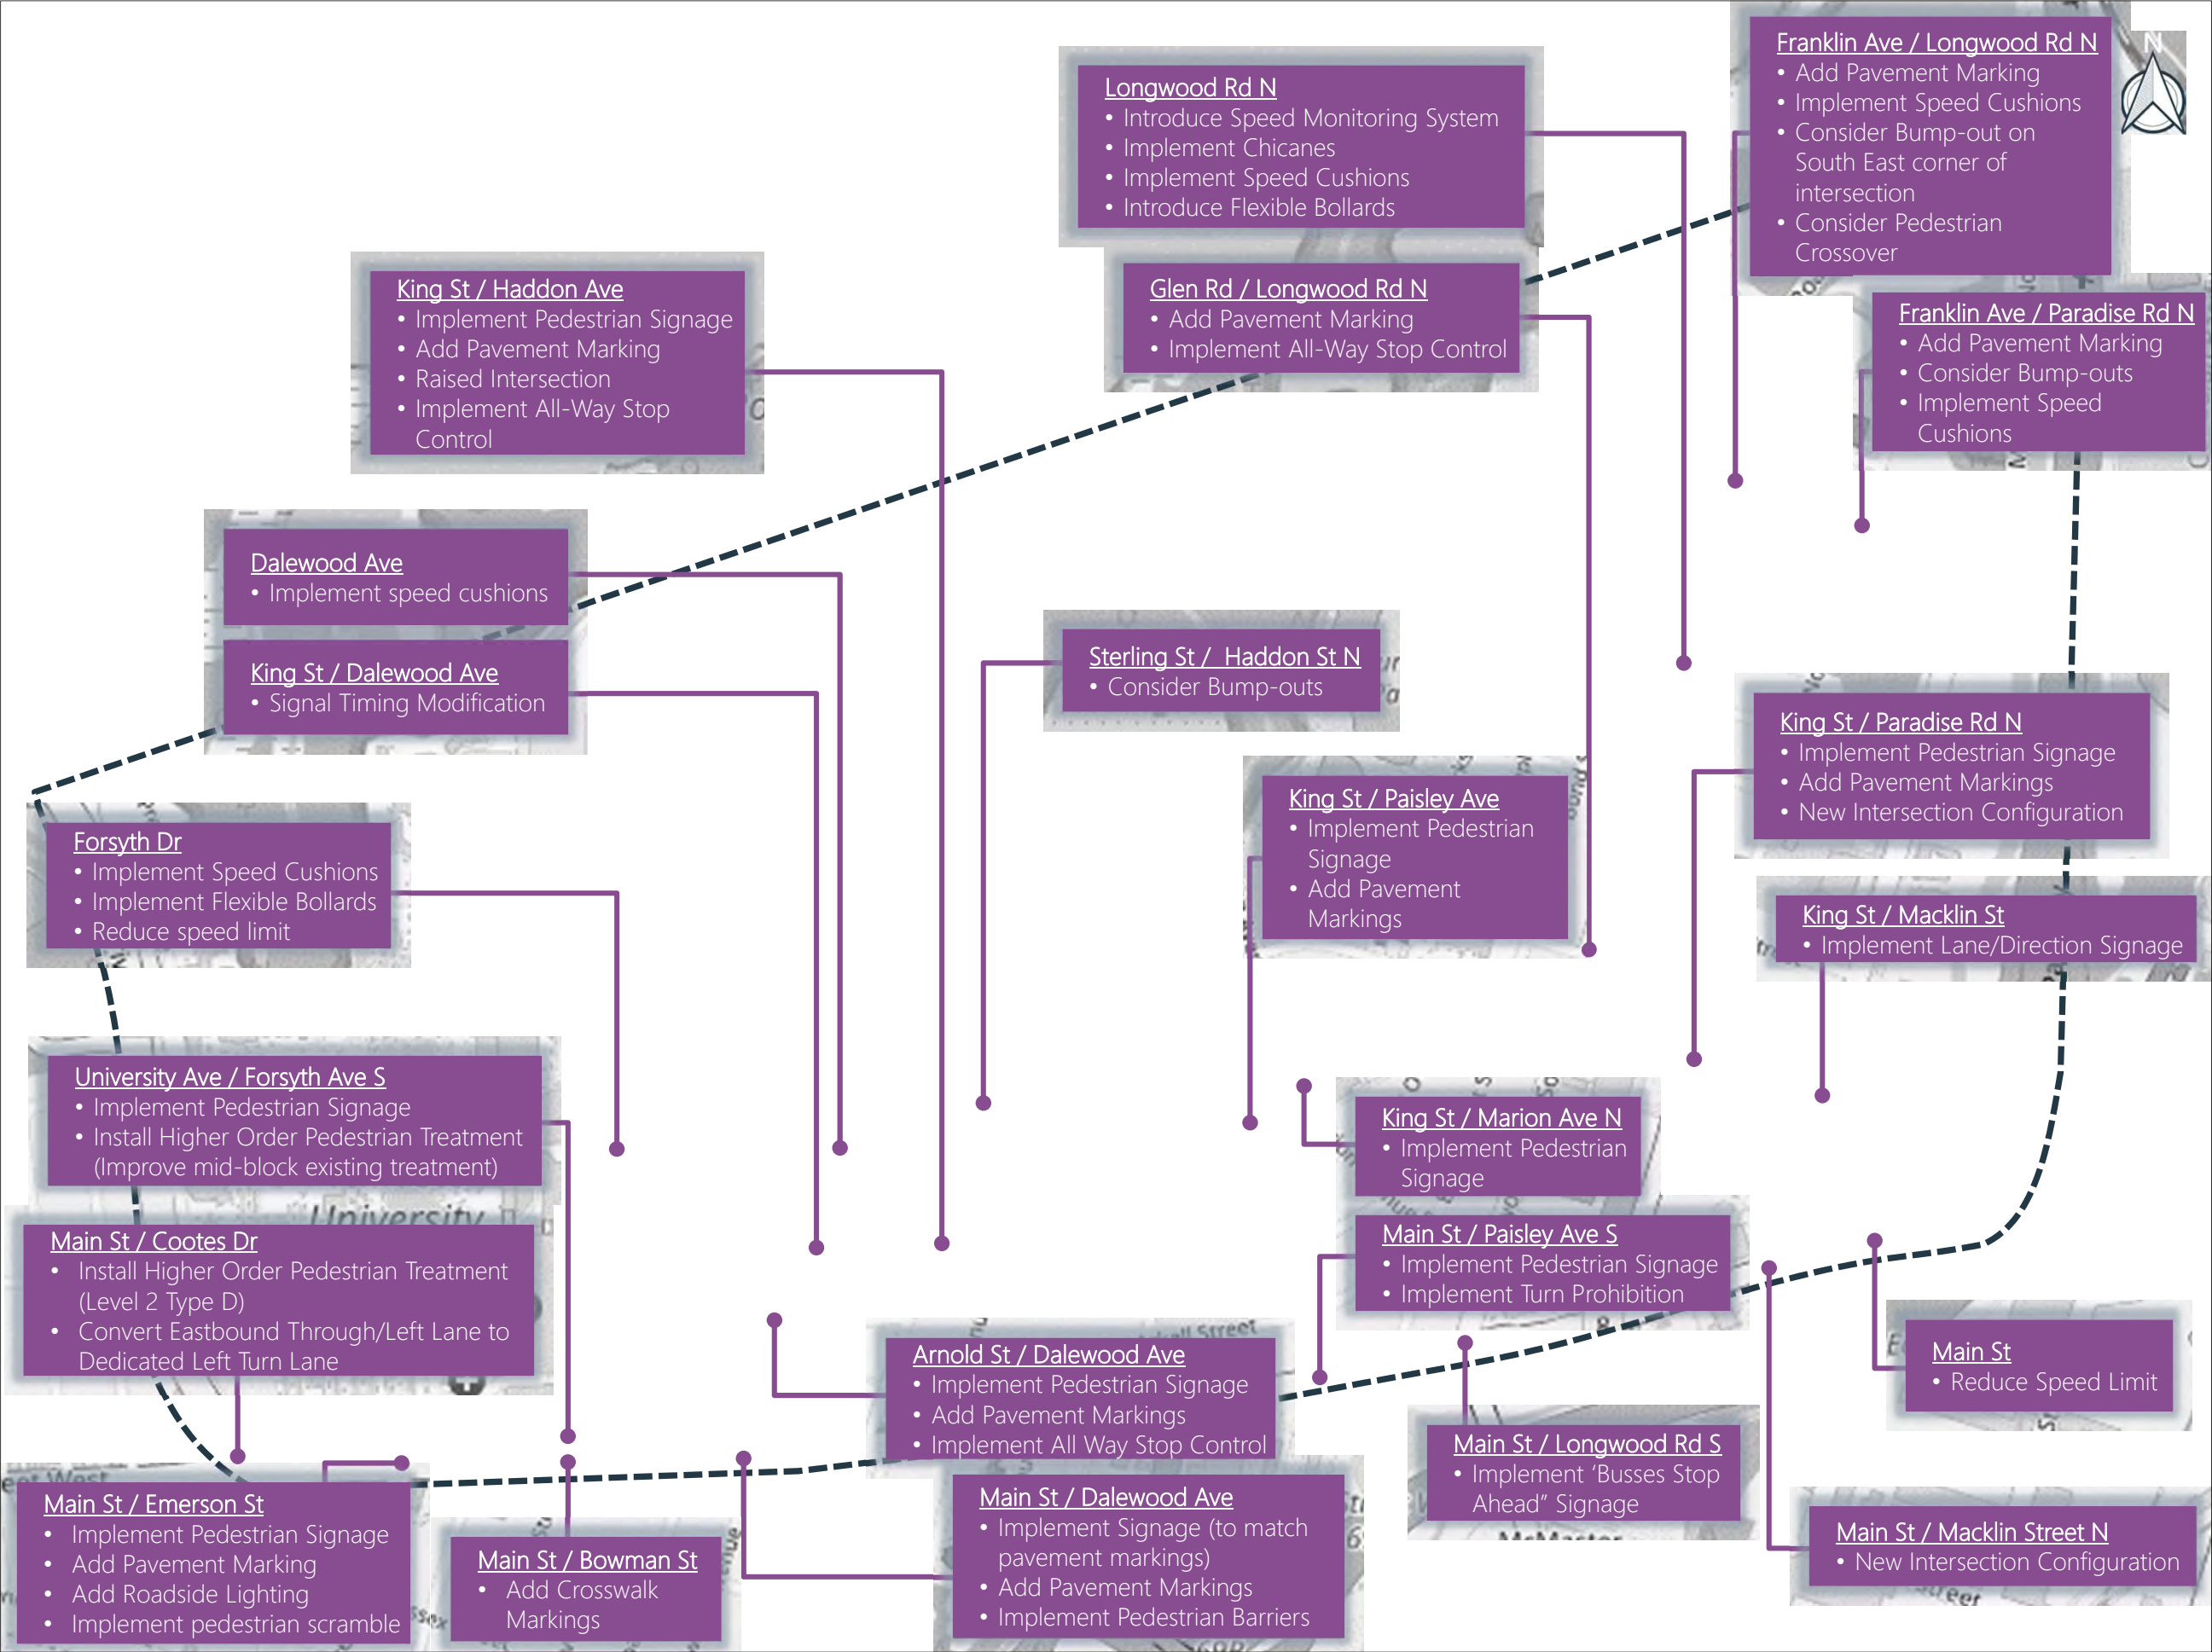 Franklin Ave / Longwood Rd N
• Add Pavement Marking
• Implement Speed Cushions
• Consider Bump-out on
South East corner of
intersection
• Consider Pedestrian
Crossover
N
Longwood Rd N
• Introduce Speed Monitoring System
• Implement Chicanes
• Implement Speed Cushions
• Introduce Flexible Bollards
King St / Haddon Ave
• Implement Pedestrian Signage
• Add Pavement Marking
• Raised Intersection
• Implement All-Way Stop
Control
Glen Rd / Longwood Rd N
• Add Pavement Marking
• Implement All-Way Stop Control
Franklin Ave / Paradise Rd N
• Add Pavement Marking
• Consider Bump-outs
• Implement Speed
Cushions
Dalewood Ave
• Implement speed cushions
King St / Dalewood Ave
• Signal Timing Modification
Sterling St / Haddon St N
• Consider Bump-outs
King St / Paradise Rd N
• Implement Pedestrian Signage
• Add Pavement Markings
• New Intersection Configuration
King St / Paisley Ave
• Implement Pedestrian
Signage
• Add Pavement
Markings
Forsyth Dr
• Implement Speed Cushions
• Implement Flexible Bollards
• Reduce speed limit
King St / Macklin St
• Implement Lane/Direction Signage
University Ave / Forsyth Ave S
• Implement Pedestrian Signage
• Install Higher Order Pedestrian Treatment
(Improve mid-block existing treatment)
King St / Marion Ave N
• Implement Pedestrian
Signage
University
Main St / Cootes Dr
• Install Higher Order Pedestrian Treatment
(Level 2 Type D)
• Convert Eastbound Through/Left Lane to
Dedicated Left Turn Lane
Main St / Paisley Ave S
• Implement Pedestrian Signage
• Implement Turn Prohibition
Street
Arnold St / Dalewood Ave
• Implement Pedestrian Signage
• Add Pavement Markings
• Implement All Way Stop Control
Main St
• Reduce Speed Limit
Main St / Longwood Rd S
• Implement ‘Busses Stop
Ahead” Signage
McMaster
West
Main St / Emerson St
• Implement Pedestrian Signage
• Add Pavement Marking
• Add Roadside Lighting
• Implement pedestrian scramble
Main St / Bowman St
• Add Crosswalk
Markings
Main St / Dalewood Ave
• Implement Signage (to match
pavement markings)
• Add Pavement Markings
• Implement Pedestrian Barriers
Main St / Macklin Street N
• New Intersection Configuration